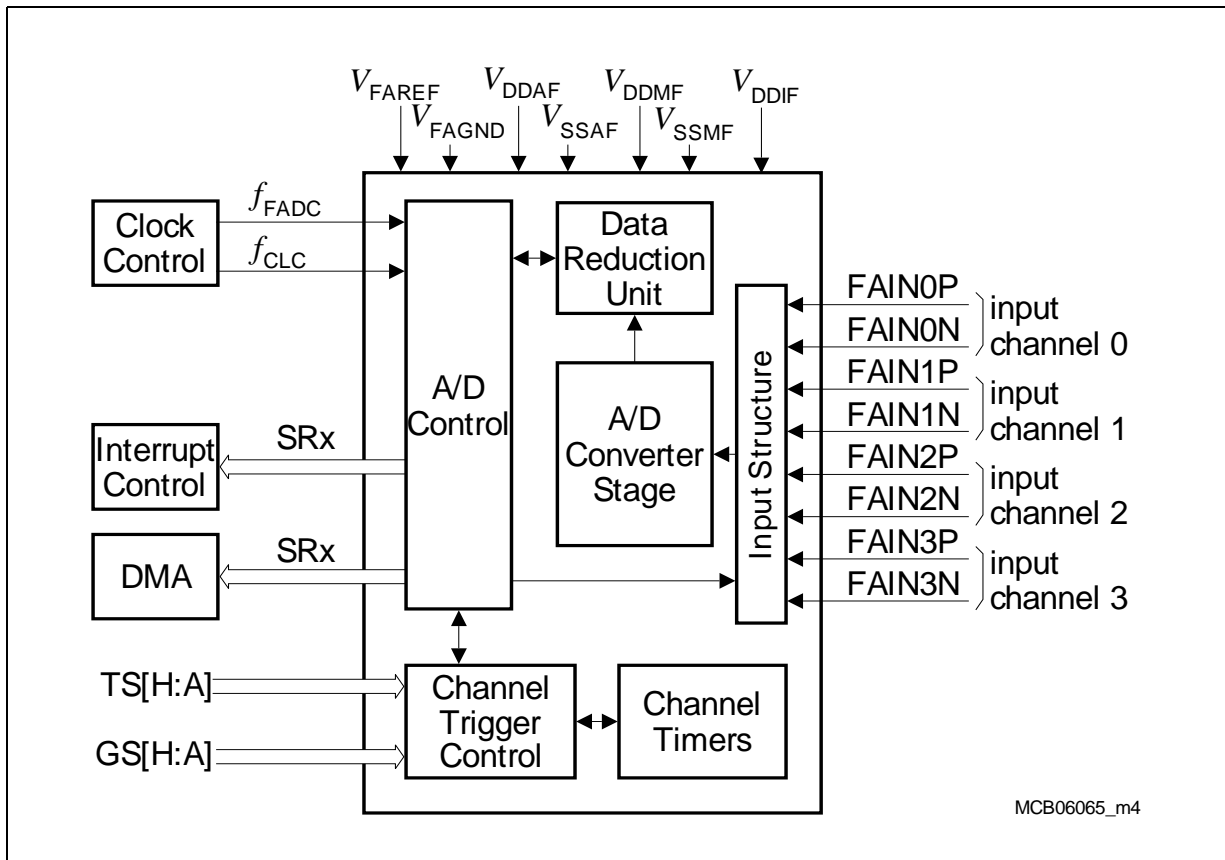 VFAREF
VFAGND
VDDAF
VSSAF
VDDMF
VSSMF
VDDIF
Clock
Control
fFADC
fCLC
A/D
Control
Data
Reduction
Unit
A/D
Converter
Stage
Input Structure
FAIN0P
FAIN0N
input
channel 0
FAIN1P
FAIN1N
input
channel 1
FAIN2P
FAIN2N
input
channel 2
FAIN3P
FAIN3N
input
channel 3
Interrupt
Control
SRx
DMA
SRx
TS[H:A]
GS[H:A]
Channel
Trigger
Control
Channel
Timers
MCB06065_m4